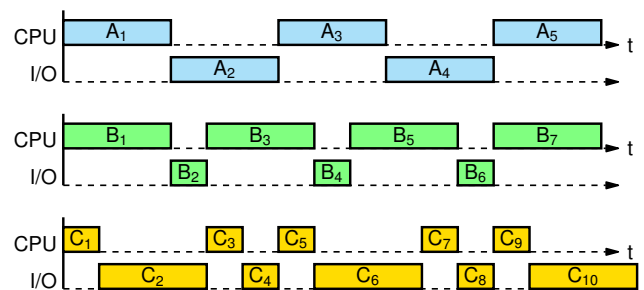 CPU A₁ A₃ A₅ t
I/O A₂ A₄
CPU B₁ B₃ B₅ B₇ t
I/O B₂ B₄ B₆
CPU C₁ C₃ C₅ C₇ C₉ t
I/O C₂ C₄ C₆ C₈ C₁₀